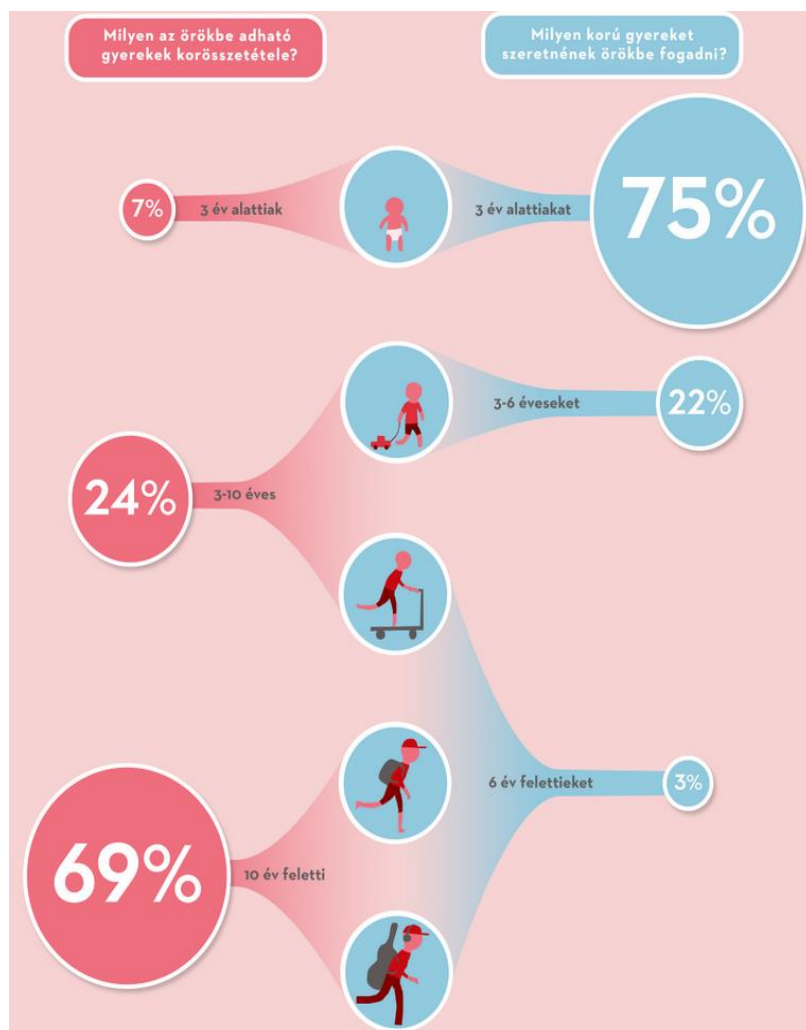 Milyen az örökbe adható
gyerekek korösszetétele?
Milyen korú gyereket
szeretnének örökbe fogadni?
7%
3 év alattiak
3 év alattiakat
75%
3-6 éveseket
22%
24%
3-10 éves
6 év felettieket
3%
69%
10 év feletti